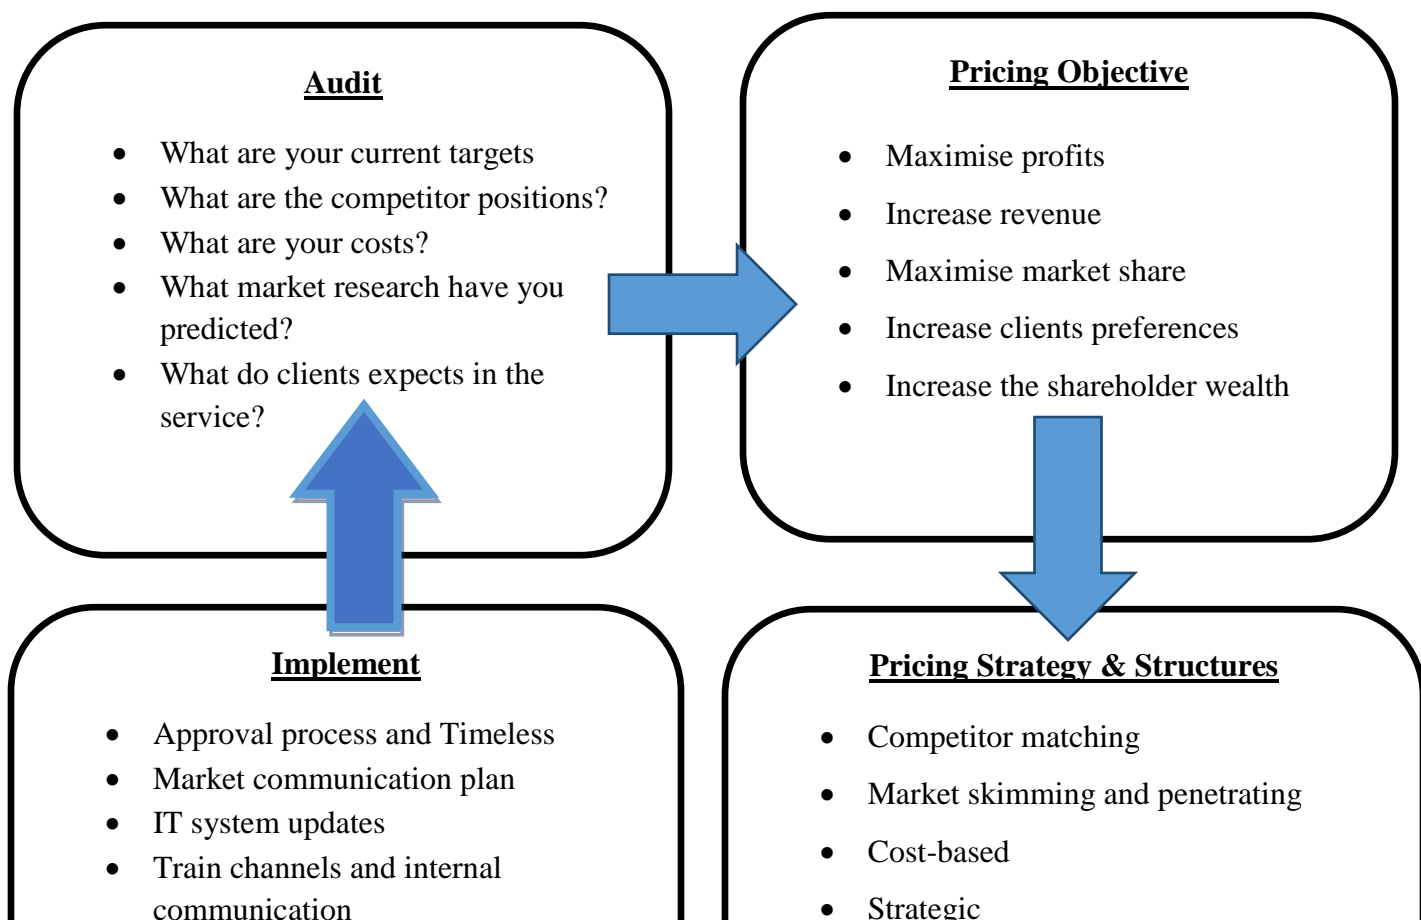 Audit
• What are your current targets
• What are the competitor positions?
• What are your costs?
• What market research have you
predicted?
• What do clients expects in the
service?
Pricing Objective
• Maximise profits
• Increase revenue
• Maximise market share
• Increase clients preferences
• Increase the shareholder wealth
Implement
• Approval process and Timeless
• Market communication plan
• IT system updates
• Train channels and internal
communication
Pricing Strategy & Structures
• Competitor matching
• Market skimming and penetrating
• Cost-based
• Strategic